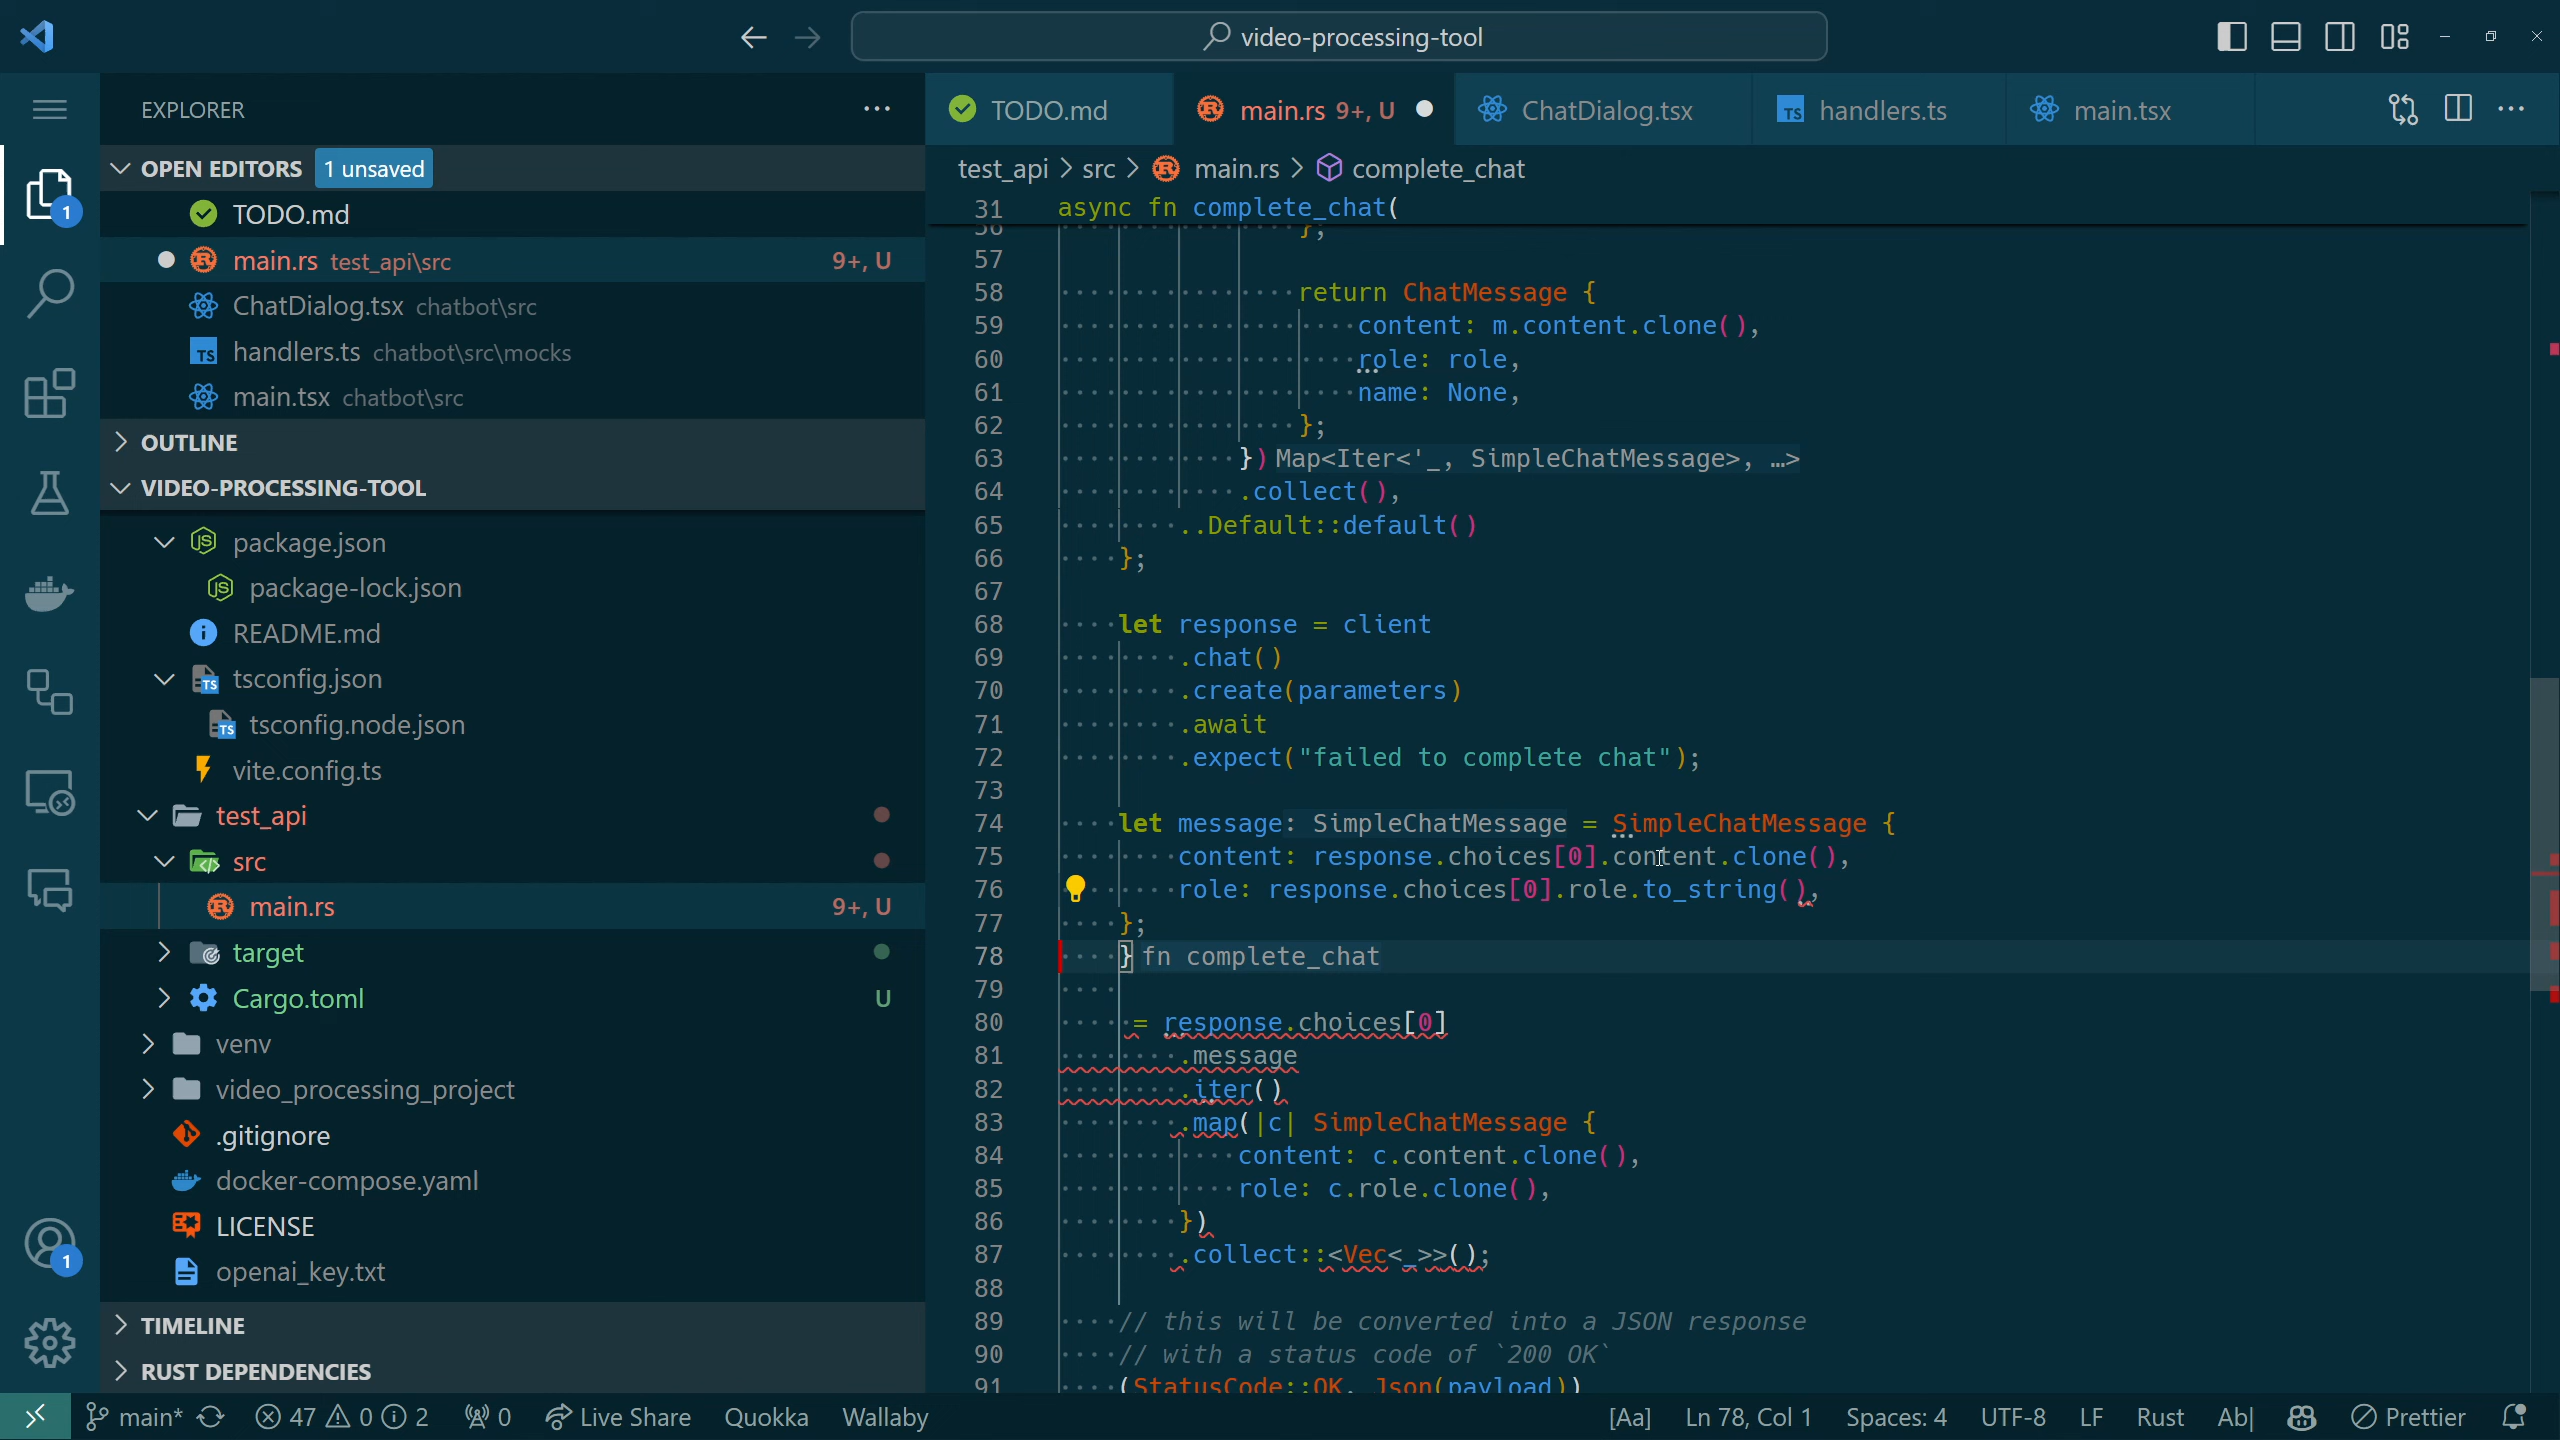 video-processing-tool
EXPLORER
OPEN EDITORS 1 unsaved
TODO.md
main.rs test_api\src 9+, U
ChatDialog.tsx chatbot\src
handlers.ts chatbot\src\mocks
main.tsx chatbot\src
OUTLINE
VIDEO-PROCESSING-TOOL
package.json
package-lock.json
README.md
tsconfig.json
tsconfig.node.json
vite.config.ts
test_api
src
main.rs 9+, U
target
Cargo.toml U
venv
video_processing_project
.gitignore
docker-compose.yaml
LICENSE
openai_key.txt
TIMELINE
RUST DEPENDENCIES
1
1
TODO.md main.rs 9+, U ChatDialog.tsx handlers.ts main.tsx
test_api > src > main.rs > complete_chat
31 async fn complete_chat(
56 };
57
58 return ChatMessage {
59 content: m.content.clone(),
60 role: role,
61 name: None,
62 };
63 }) Map<Iter<'_, SimpleChatMessage>, …>
64 .collect(),
65 ..Default::default()
66 };
67
68 let response = client
69 .chat()
70 .create(parameters)
71 .await
72 .expect("failed to complete chat");
73
74 let message: SimpleChatMessage = SimpleChatMessage {
75 content: response.choices[0].content.clone(),
76 role: response.choices[0].role.to_string(),
77 };
78 } fn complete_chat
79
80 = response.choices[0]
81 .message
82 .iter()
83 .map(|c| SimpleChatMessage {
84 content: c.content.clone(),
85 role: c.role.clone(),
86 })
87 .collect::<Vec<_>>();
88
89 // this will be converted into a JSON response
90 // with a status code of `200 OK`
91 (StatusCode::OK, Json(payload))
main* 47 0 2 0 Live Share Quokka Wallaby [Aa] Ln 78, Col 1 Spaces: 4 UTF-8 LF Rust Ab| Prettier